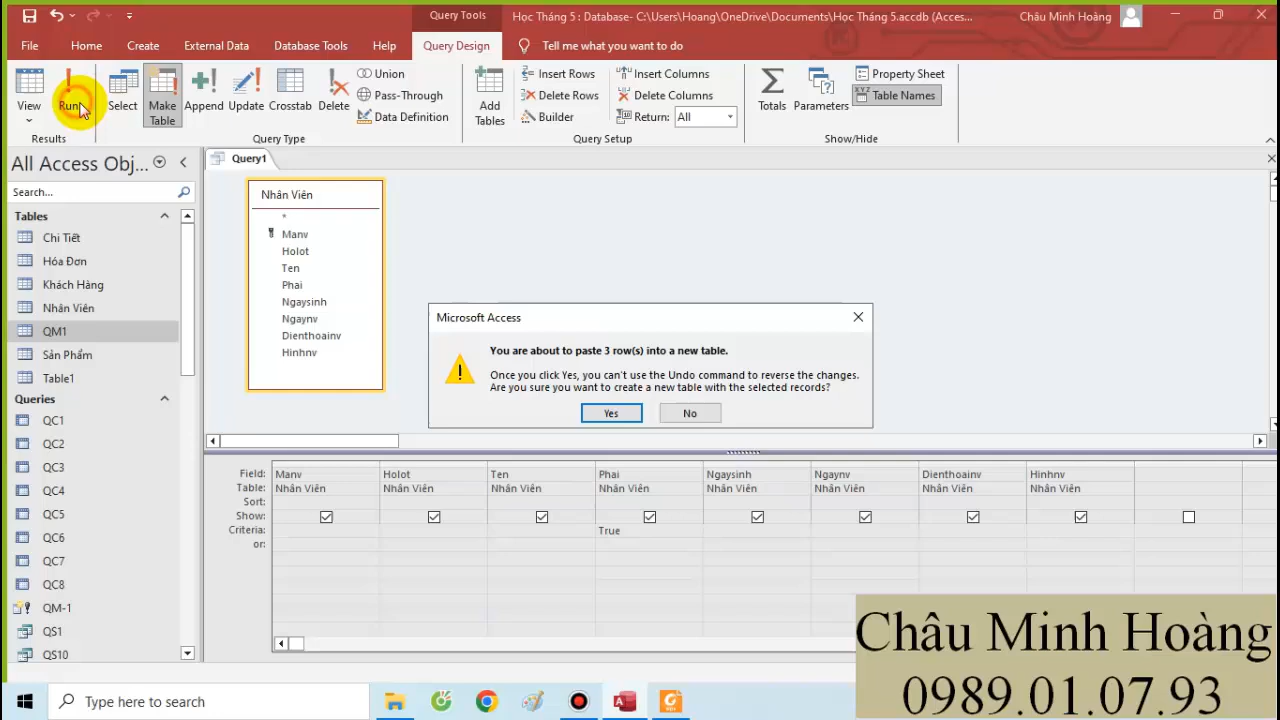 Query Tools
Học Tháng 5 : Database- C:\Users\Hoang\OneDrive\Documents\Học Tháng 5.accdb (Acces...
Châu Minh Hoàng
File
Home
Create
External Data
Database Tools
Help
Query Design
Tell me what you want to do
View
Run
Select
Make Table
Append
Update
Crosstab
Delete
Union
Pass-Through
Data Definition
Add Tables
Insert Rows
Delete Rows
Builder
Insert Columns
Delete Columns
Return: All
Totals
Parameters
Property Sheet
Table Names
Results
Query Type
Query Setup
Show/Hide
All Access Obj...
Search...
Tables
Chi Tiết
Hóa Đơn
Khách Hàng
Nhân Viên
QM1
Sản Phẩm
Table1
Queries
QC1
QC2
QC3
QC4
QC5
QC6
QC7
QC8
QM-1
QS1
QS10
Query1
Nhân Viên
*
Manv
Holot
Ten
Phai
Ngaysinh
Ngaynv
Dienthoainv
Hinhnv
Microsoft Access
You are about to paste 3 row(s) into a new table.
Once you click Yes, you can't use the Undo command to reverse the changes.
Are you sure you want to create a new table with the selected records?
Yes
No
Field: Manv Holot Ten Phai Ngaysinh Ngaynv Dienthoainv Hinhnv
Table: Nhân Viên Nhân Viên Nhân Viên Nhân Viên Nhân Viên Nhân Viên Nhân Viên Nhân Viên
Sort:
Show:
Criteria: True
or:
Châu Minh Hoàng
0989.01.07.93
Type here to search